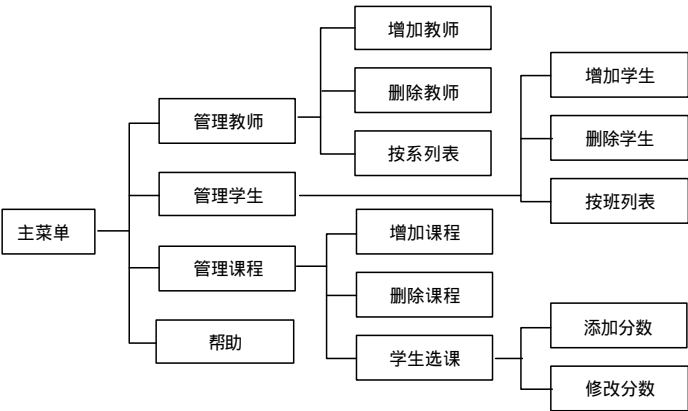 主菜单
管理教师
增加教师
删除教师
按系列表
管理学生
增加学生
删除学生
按班列表
管理课程
增加课程
删除课程
学生选课
添加分数
修改分数
帮助